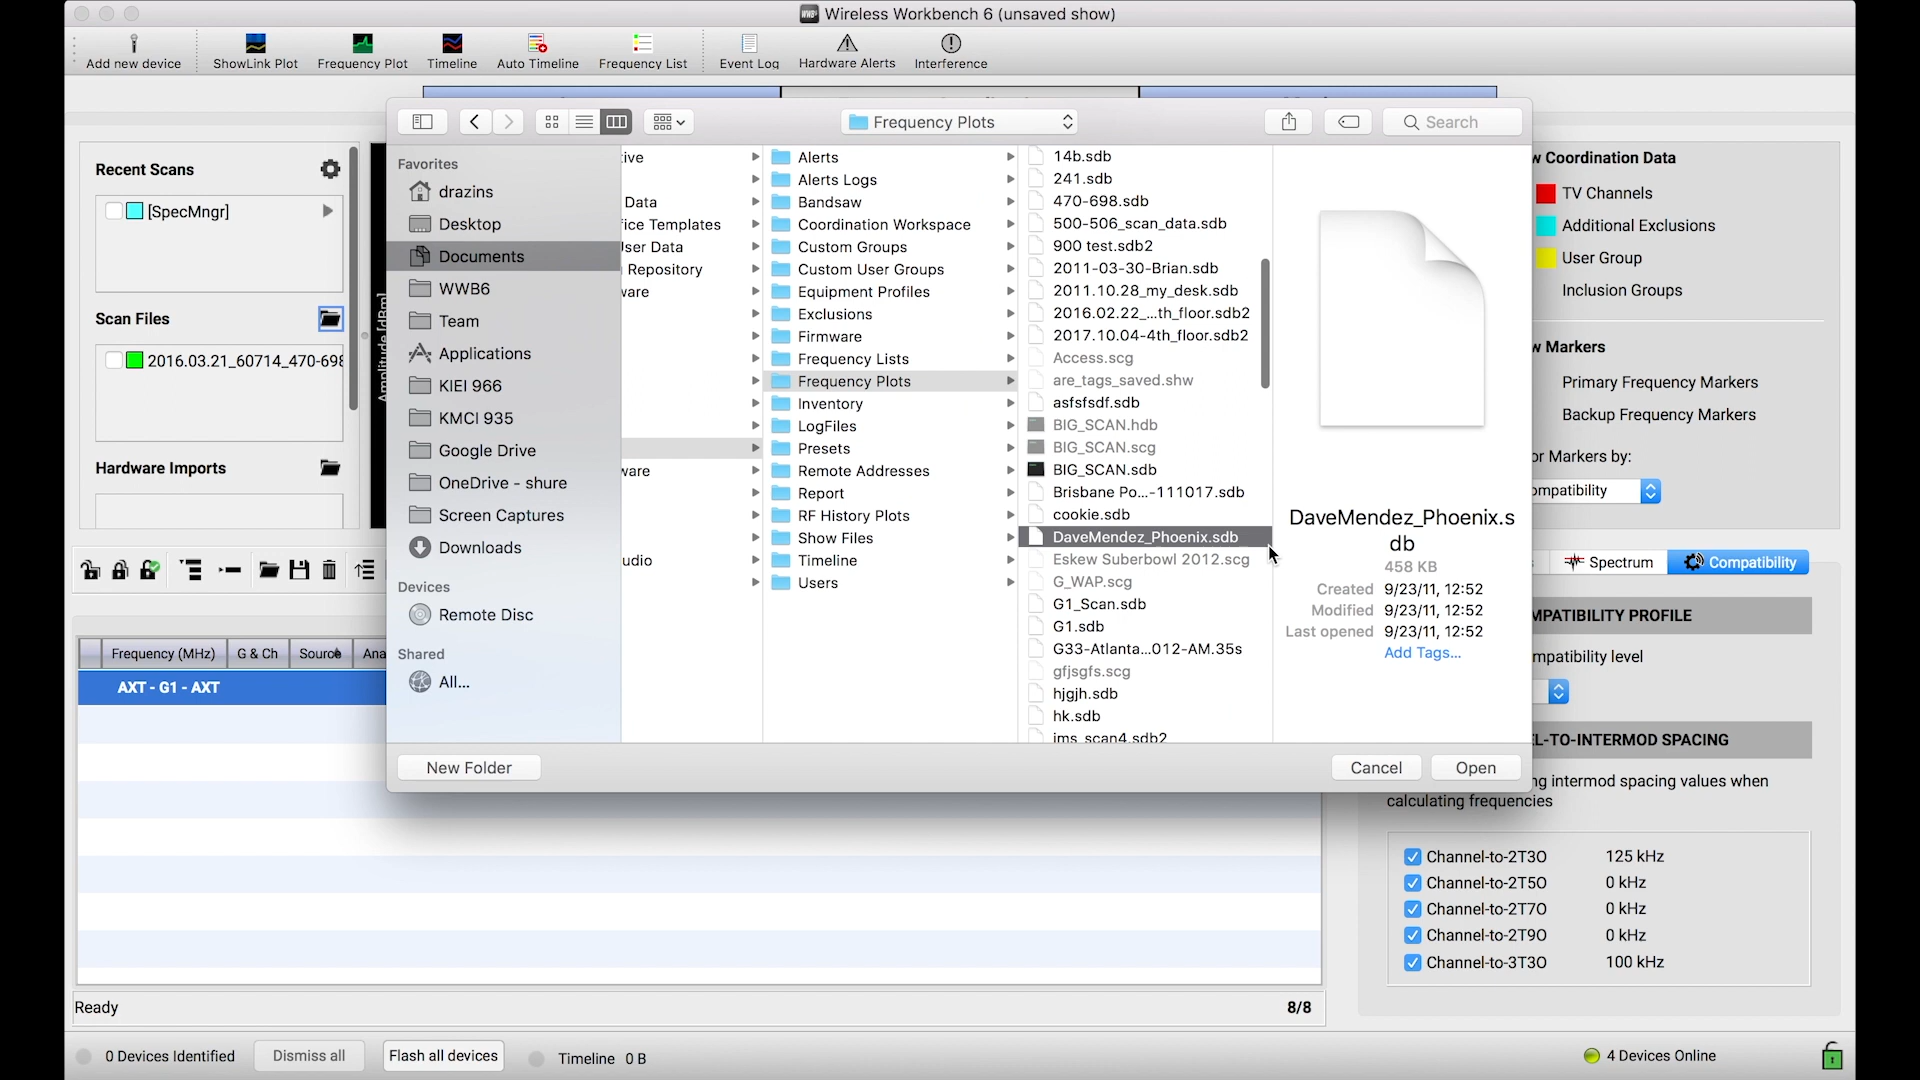 Wireless Workbench 6 (unsaved show)
Add new device
ShowLink Plot
Frequency Plot
Timeline
Auto Timeline
Frequency List
Event Log
Hardware Alerts
Interference
Recent Scans
[SpecMngr]
Scan Files
2016.03.21_60714_470-698
Hardware Imports
Amplitude [dBm]
Frequency Plots
Search
Favorites
drazins
Desktop
Documents
WWB6
Team
Applications
KIEI 966
KMCI 935
Google Drive
OneDrive - shure
Screen Captures
Downloads
Devices
Remote Disc
Shared
All...
tive
Data
ice Templates
ser Data
Repository
ware
ware
udio
Alerts
Alerts Logs
Bandsaw
Coordination Workspace
Custom Groups
Custom User Groups
Equipment Profiles
Exclusions
Firmware
Frequency Lists
Frequency Plots
Inventory
LogFiles
Presets
Remote Addresses
Report
RF History Plots
Show Files
Timeline
Users
14b.sdb
241.sdb
470-698.sdb
500-506_scan_data.sdb
900 test.sdb2
2011-03-30-Brian.sdb
2011.10.28_my_desk.sdb
2016.02.22_...th_floor.sdb2
2017.10.04-4th_floor.sdb2
Access.scg
are_tags_saved.shw
asfsfsdf.sdb
BIG_SCAN.hdb
BIG_SCAN.scg
BIG_SCAN.sdb
Brisbane Po...-111017.sdb
cookie.sdb
DaveMendez_Phoenix.sdb
Eskew Suberbowl 2012.scg
G_WAP.scg
G1_Scan.sdb
G1.sdb
G33-Atlanta...012-AM.35s
gfjsgfs.scg
hjgjh.sdb
hk.sdb
ims_scan4.sdb2
DaveMendez_Phoenix.s
db
458 KB
Created 9/23/11, 12:52
Modified 9/23/11, 12:52
Last opened 9/23/11, 12:52
Add Tags...
New Folder
Cancel
Open
w Coordination Data
TV Channels
Additional Exclusions
User Group
Inclusion Groups
w Markers
Primary Frequency Markers
Backup Frequency Markers
or Markers by:
ompatibility
Spectrum
Compatibility
MPATIBILITY PROFILE
mpatibility level
L-TO-INTERMOD SPACING
ng intermod spacing values when
calculating frequencies
Channel-to-2T3O 125 kHz
Channel-to-2T5O 0 kHz
Channel-to-2T7O 0 kHz
Channel-to-2T9O 0 kHz
Channel-to-3T3O 100 kHz
Frequency (MHz)
G & Ch
Source
Ana
AXT - G1 - AXT
Ready
8/8
0 Devices Identified
Dismiss all
Flash all devices
Timeline 0 B
4 Devices Online